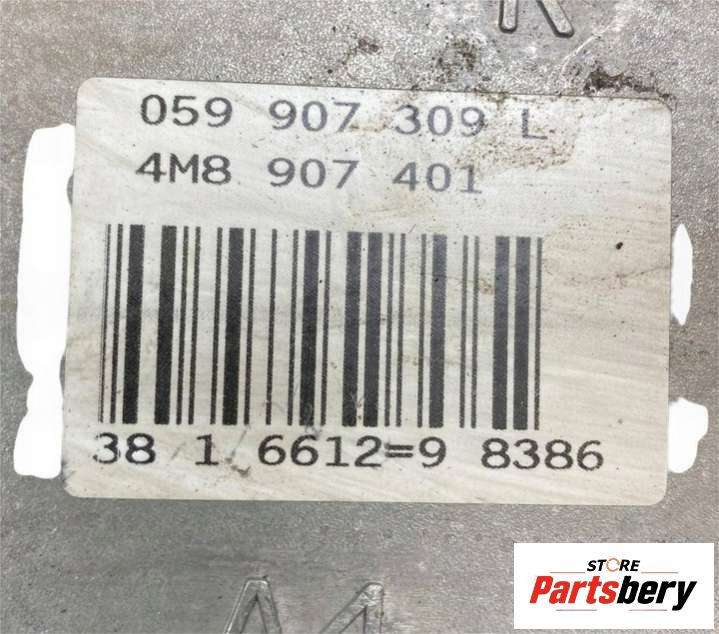 059 907 309 L
4M8 907 401
38 1 6612=9 8386
STORE
Partsbery